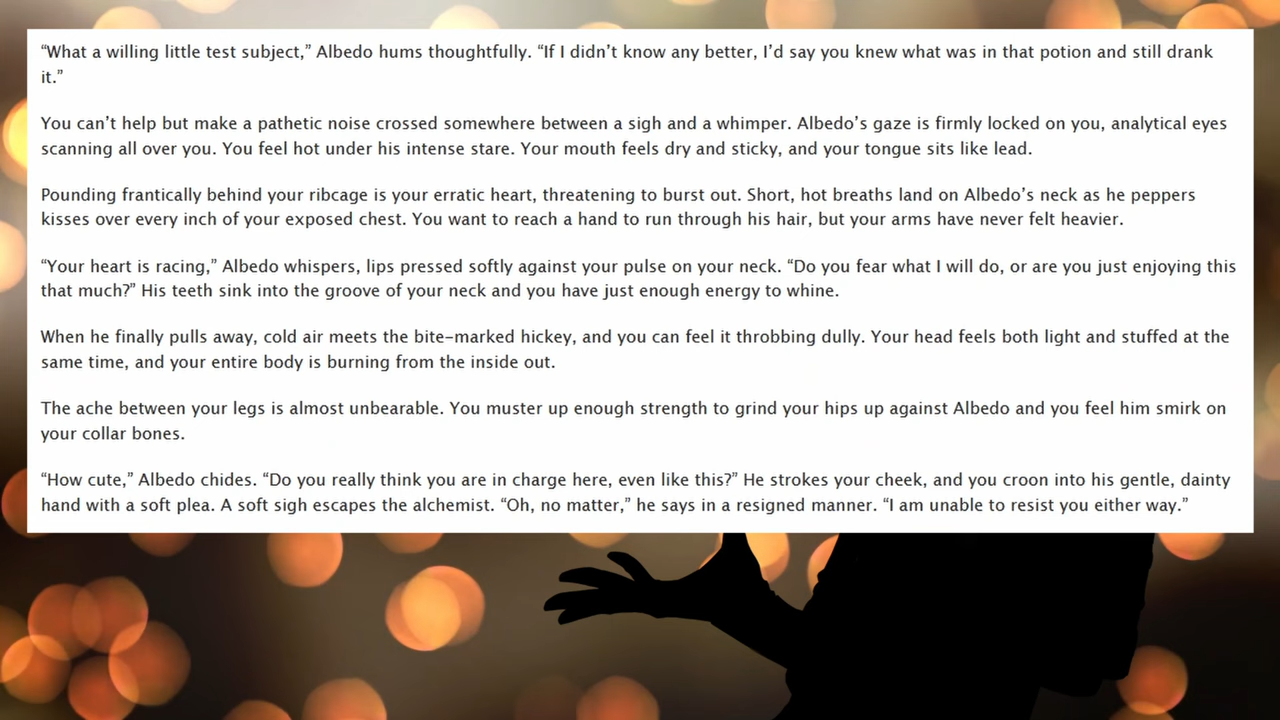 “What a willing little test subject,” Albedo hums thoughtfully. “If I didn’t know any better, I’d say you knew what was in that potion and still drank
it.”
You can’t help but make a pathetic noise crossed somewhere between a sigh and a whimper. Albedo’s gaze is firmly locked on you, analytical eyes
scanning all over you. You feel hot under his intense stare. Your mouth feels dry and sticky, and your tongue sits like lead.
Pounding frantically behind your ribcage is your erratic heart, threatening to burst out. Short, hot breaths land on Albedo’s neck as he peppers
kisses over every inch of your exposed chest. You want to reach a hand to run through his hair, but your arms have never felt heavier.
“Your heart is racing,” Albedo whispers, lips pressed softly against your pulse on your neck. “Do you fear what I will do, or are you just enjoying this
that much?” His teeth sink into the groove of your neck and you have just enough energy to whine.
When he finally pulls away, cold air meets the bite-marked hickey, and you can feel it throbbing dully. Your head feels both light and stuffed at the
same time, and your entire body is burning from the inside out.
The ache between your legs is almost unbearable. You muster up enough strength to grind your hips up against Albedo and you feel him smirk on
your collar bones.
“How cute,” Albedo chides. “Do you really think you are in charge here, even like this?” He strokes your cheek, and you croon into his gentle, dainty
hand with a soft plea. A soft sigh escapes the alchemist. “Oh, no matter,” he says in a resigned manner. “I am unable to resist you either way.”